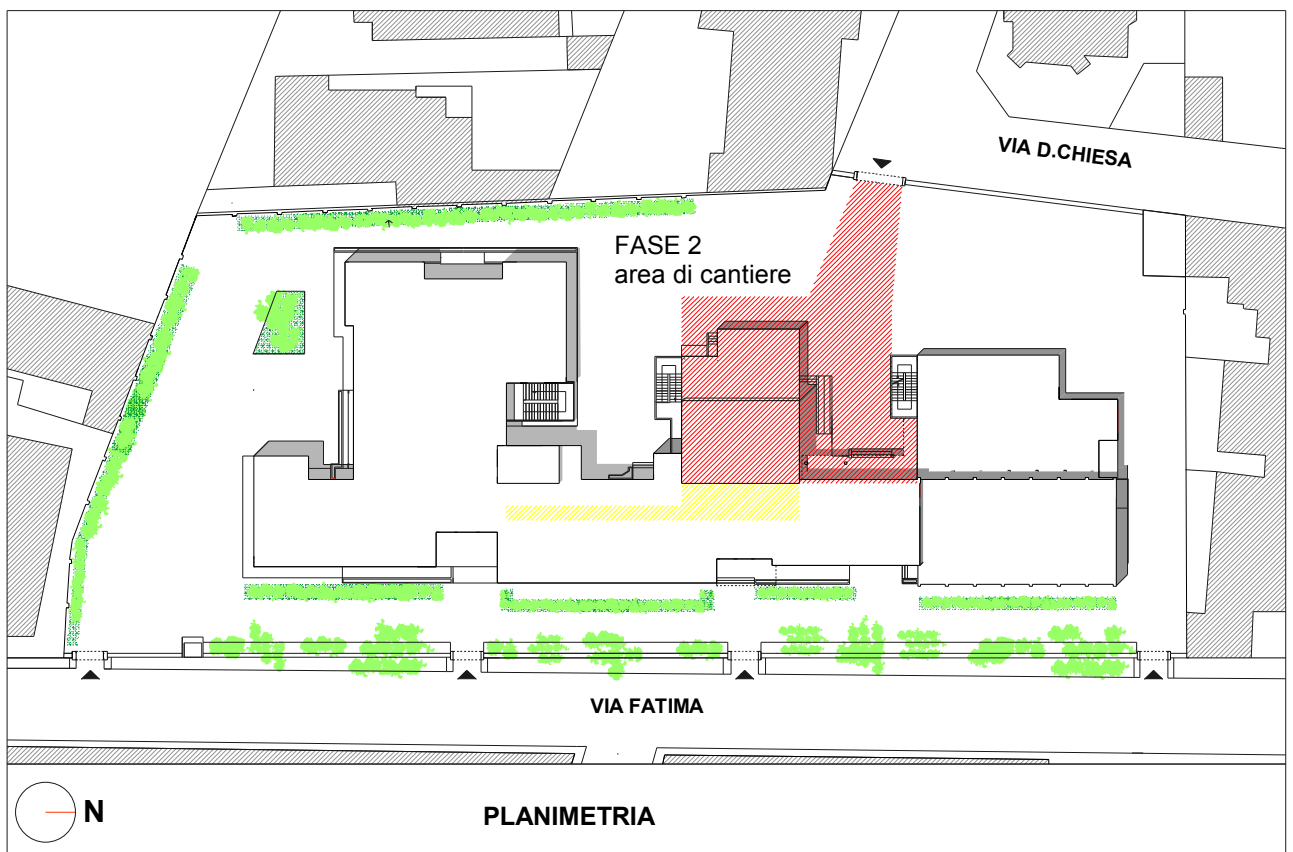 VIA D.CHIESA
FASE 2
area di cantiere
VIA FATIMA
N
PLANIMETRIA